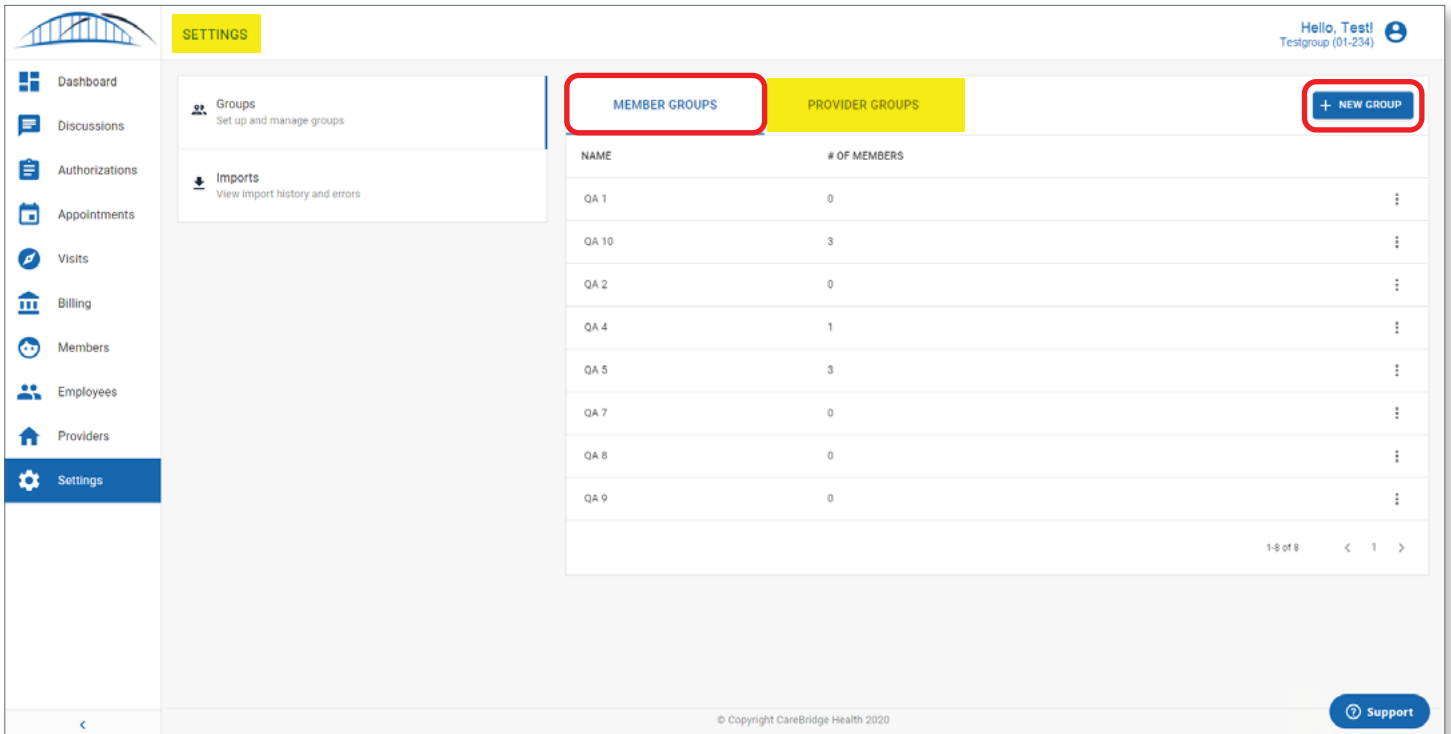 SETTINGS
Hello, Test!
Testgroup (01-234)
Dashboard
Discussions
Authorizations
Appointments
Visits
Billing
Members
Employees
Providers
Settings
Groups
Set up and manage groups
Imports
View import history and errors
MEMBER GROUPS
PROVIDER GROUPS
+ NEW GROUP
NAME # OF MEMBERS
QA 1 0
QA 10 3
QA 2 0
QA 4 1
QA 5 3
QA 7 0
QA 8 0
QA 9 0
1-8 of 8 < 1 >
© Copyright CareBridge Health 2020
Support